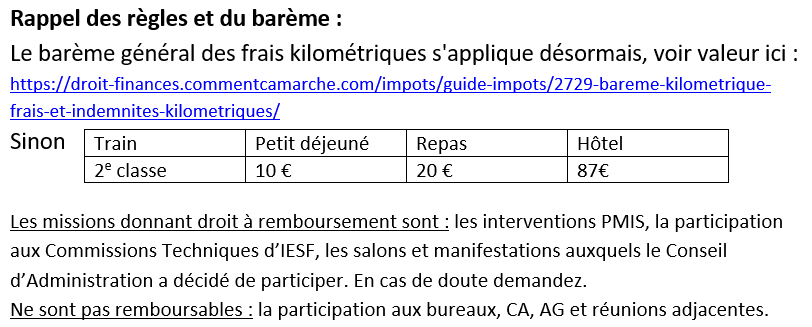 Rappel des règles et du barème :
Le barème général des frais kilométriques s'applique désormais, voir valeur ici :
https://droit-finances.commentcamarche.com/impots/guide-impots/2729-bareme-kilometrique-
frais-et-indemnites-kilometriques/
Sinon
Train Petit déjeuné Repas Hôtel
2e classe 10 € 20 € 87€
Les missions donnant droit à remboursement sont : les interventions PMIS, la participation
aux Commissions Techniques d’IESF, les salons et manifestations auxquels le Conseil
d’Administration a décidé de participer. En cas de doute demandez.
Ne sont pas remboursables : la participation aux bureaux, CA, AG et réunions adjacentes.